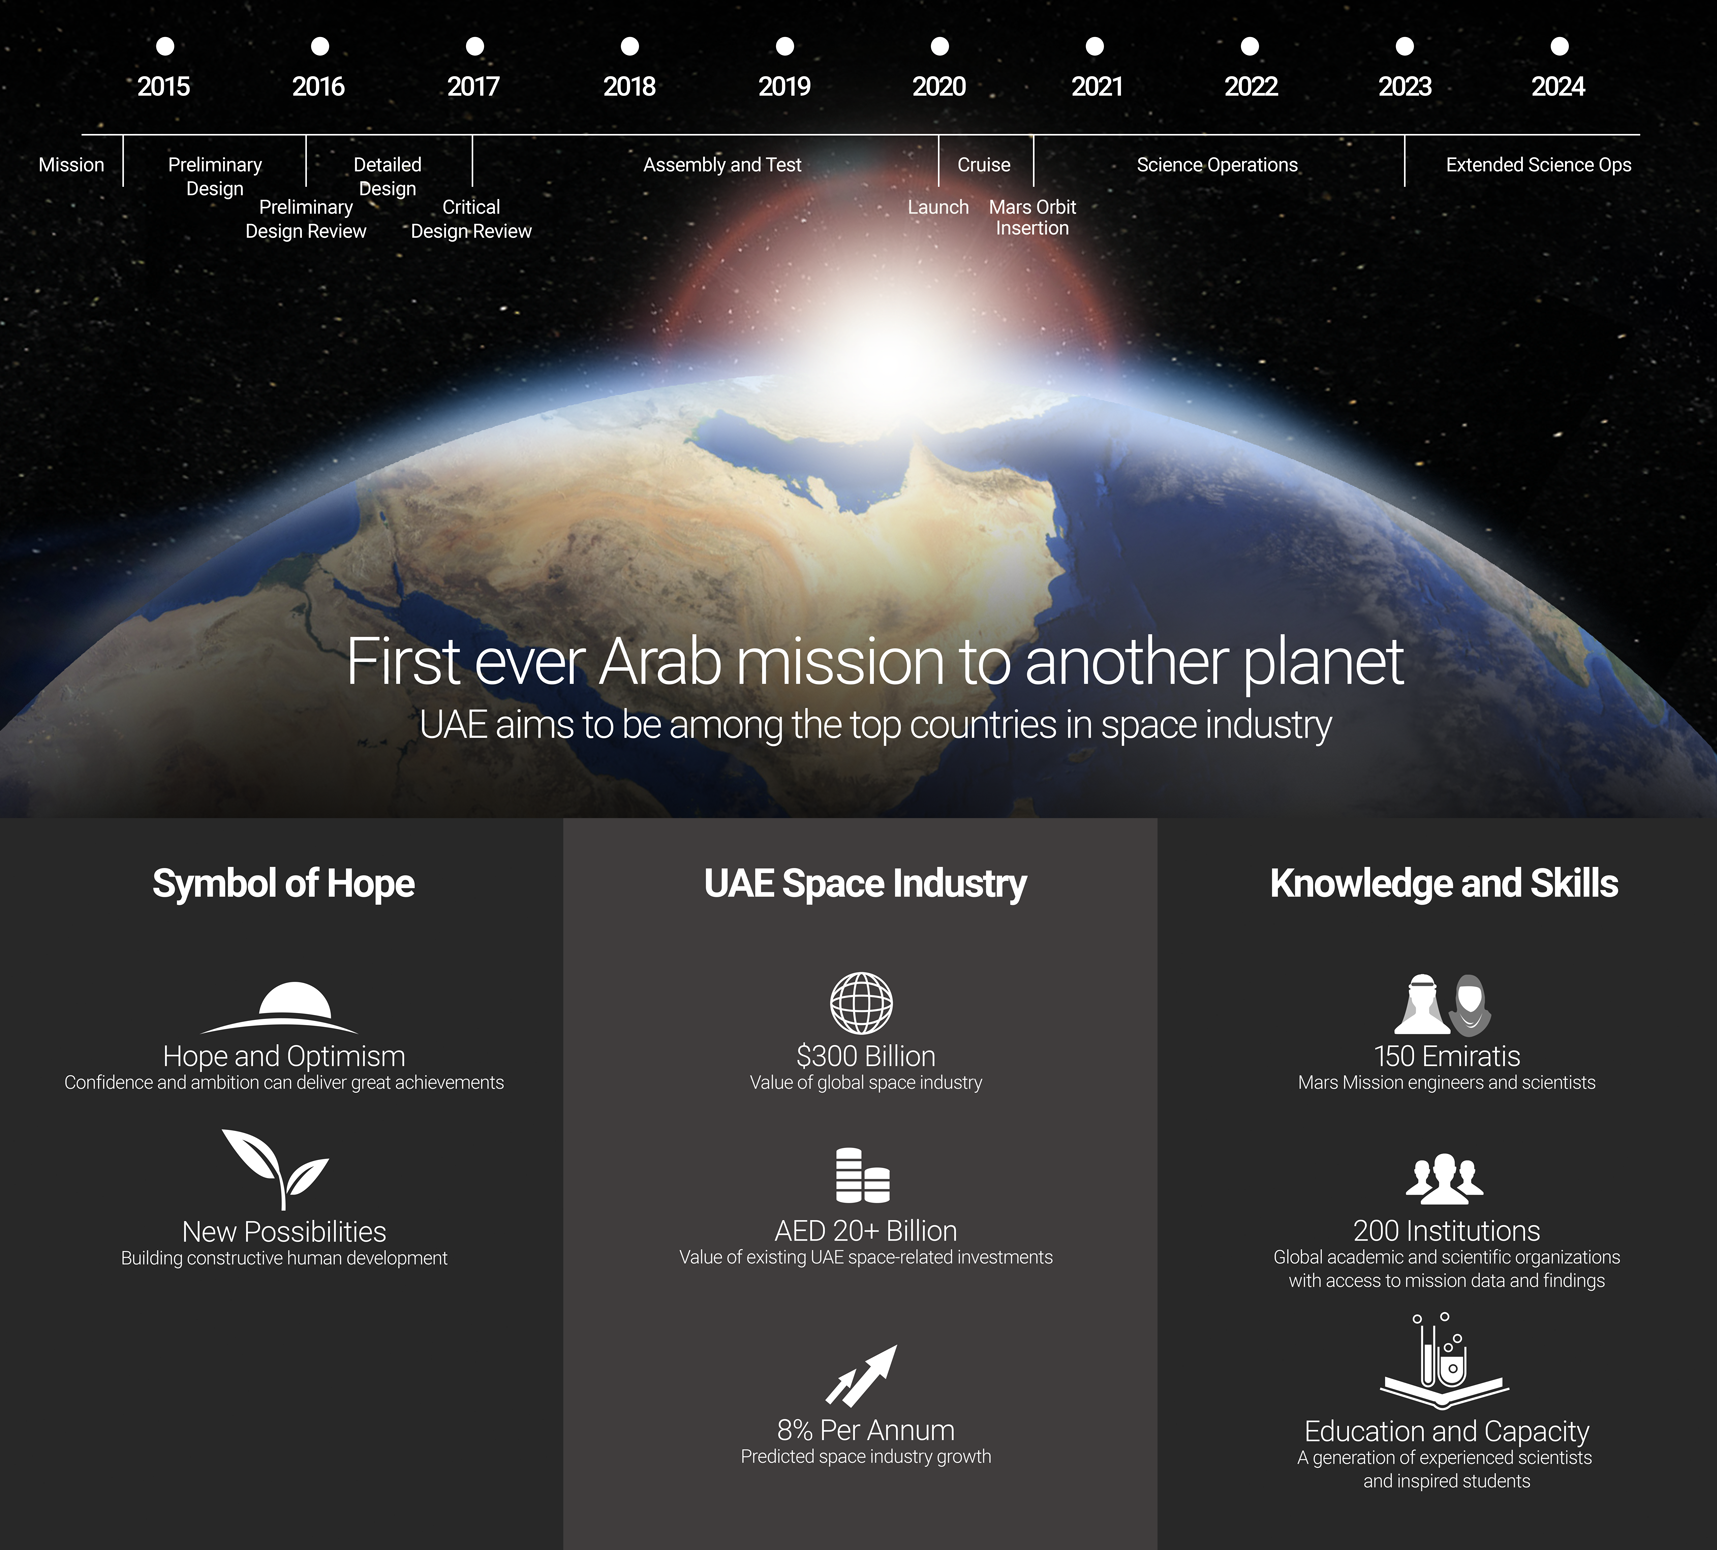 2015 2016 2017 2018 2019 2020 2021 2022 2023 2024
Mission Preliminary Detailed Assembly and Test Cruise Science Operations Extended Science Ops
Design Design
Preliminary Critical Launch Mars Orbit
Design Review Design Review Insertion
First ever Arab mission to another planet
UAE aims to be among the top countries in space industry
Symbol of Hope
Hope and Optimism
Confidence and ambition can deliver great achievements
New Possibilities
Building constructive human development
UAE Space Industry
$300 Billion
Value of global space industry
AED 20+ Billion
Value of existing UAE space-related investments
8% Per Annum
Predicted space industry growth
Knowledge and Skills
150 Emiratis
Mars Mission engineers and scientists
200 Institutions
Global academic and scientific organizations
with access to mission data and findings
Education and Capacity
A generation of experienced scientists
and inspired students